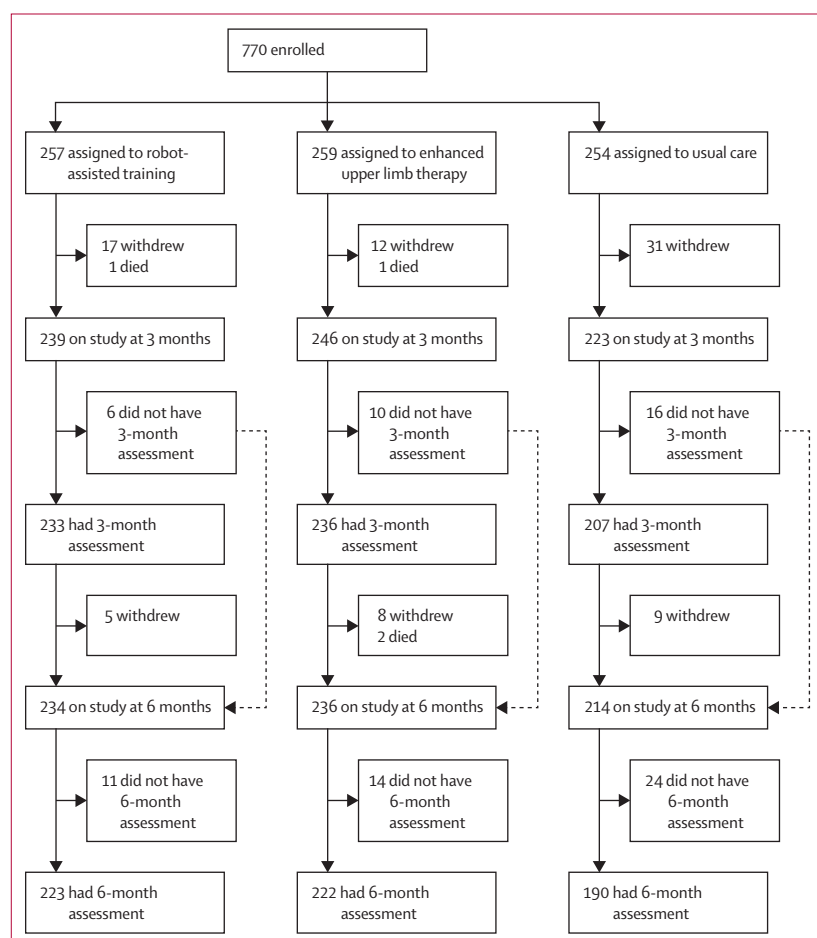 770 enrolled
257 assigned to robot-
assisted training
259 assigned to enhanced
upper limb therapy
254 assigned to usual care
17 withdrew
1 died
12 withdrew
1 died
31 withdrew
239 on study at 3 months
246 on study at 3 months
223 on study at 3 months
6 did not have
3-month
assessment
10 did not have
3-month
assessment
16 did not have
3-month
assessment
233 had 3-month
assessment
236 had 3-month
assessment
207 had 3-month
assessment
5 withdrew
8 withdrew
2 died
9 withdrew
234 on study at 6 months
236 on study at 6 months
214 on study at 6 months
11 did not have
6-month
assessment
14 did not have
6-month
assessment
24 did not have
6-month
assessment
223 had 6-month
assessment
222 had 6-month
assessment
190 had 6-month
assessment